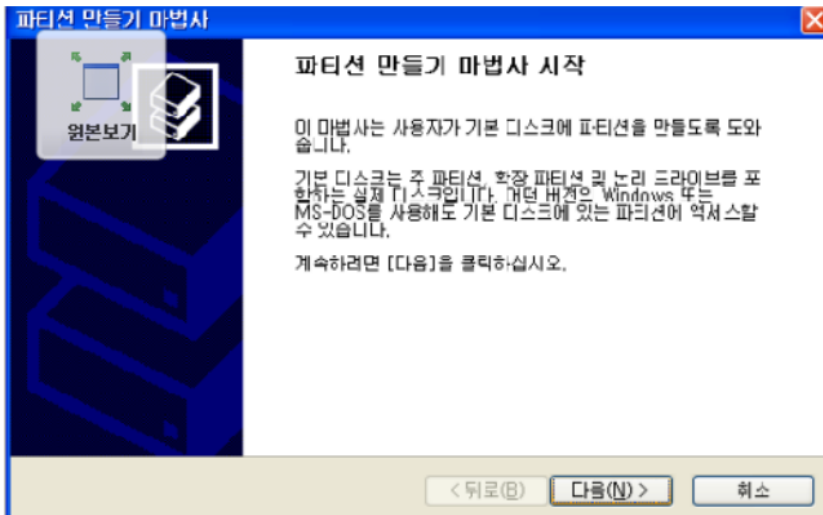 파티션 만들기 마법사
원본보기
파티션 만들기 마법사 시작
이 마법사는 사용자가 기본 디스크에 파티션을 만들도록 도와
줍니다.
기본 디스크는 주 파티션, 확장 파티션 및 논리 드라이브를 포
함하는 실제 디스크입니다. 어떤 버전의 Windows 또는
MS-DOS를 사용해도 기본 디스크에 있는 파티션에 액세스할
수 있습니다.
계속하려면 [다음]을 클릭하십시오.
< 뒤로(B)
다음(N) >
취소